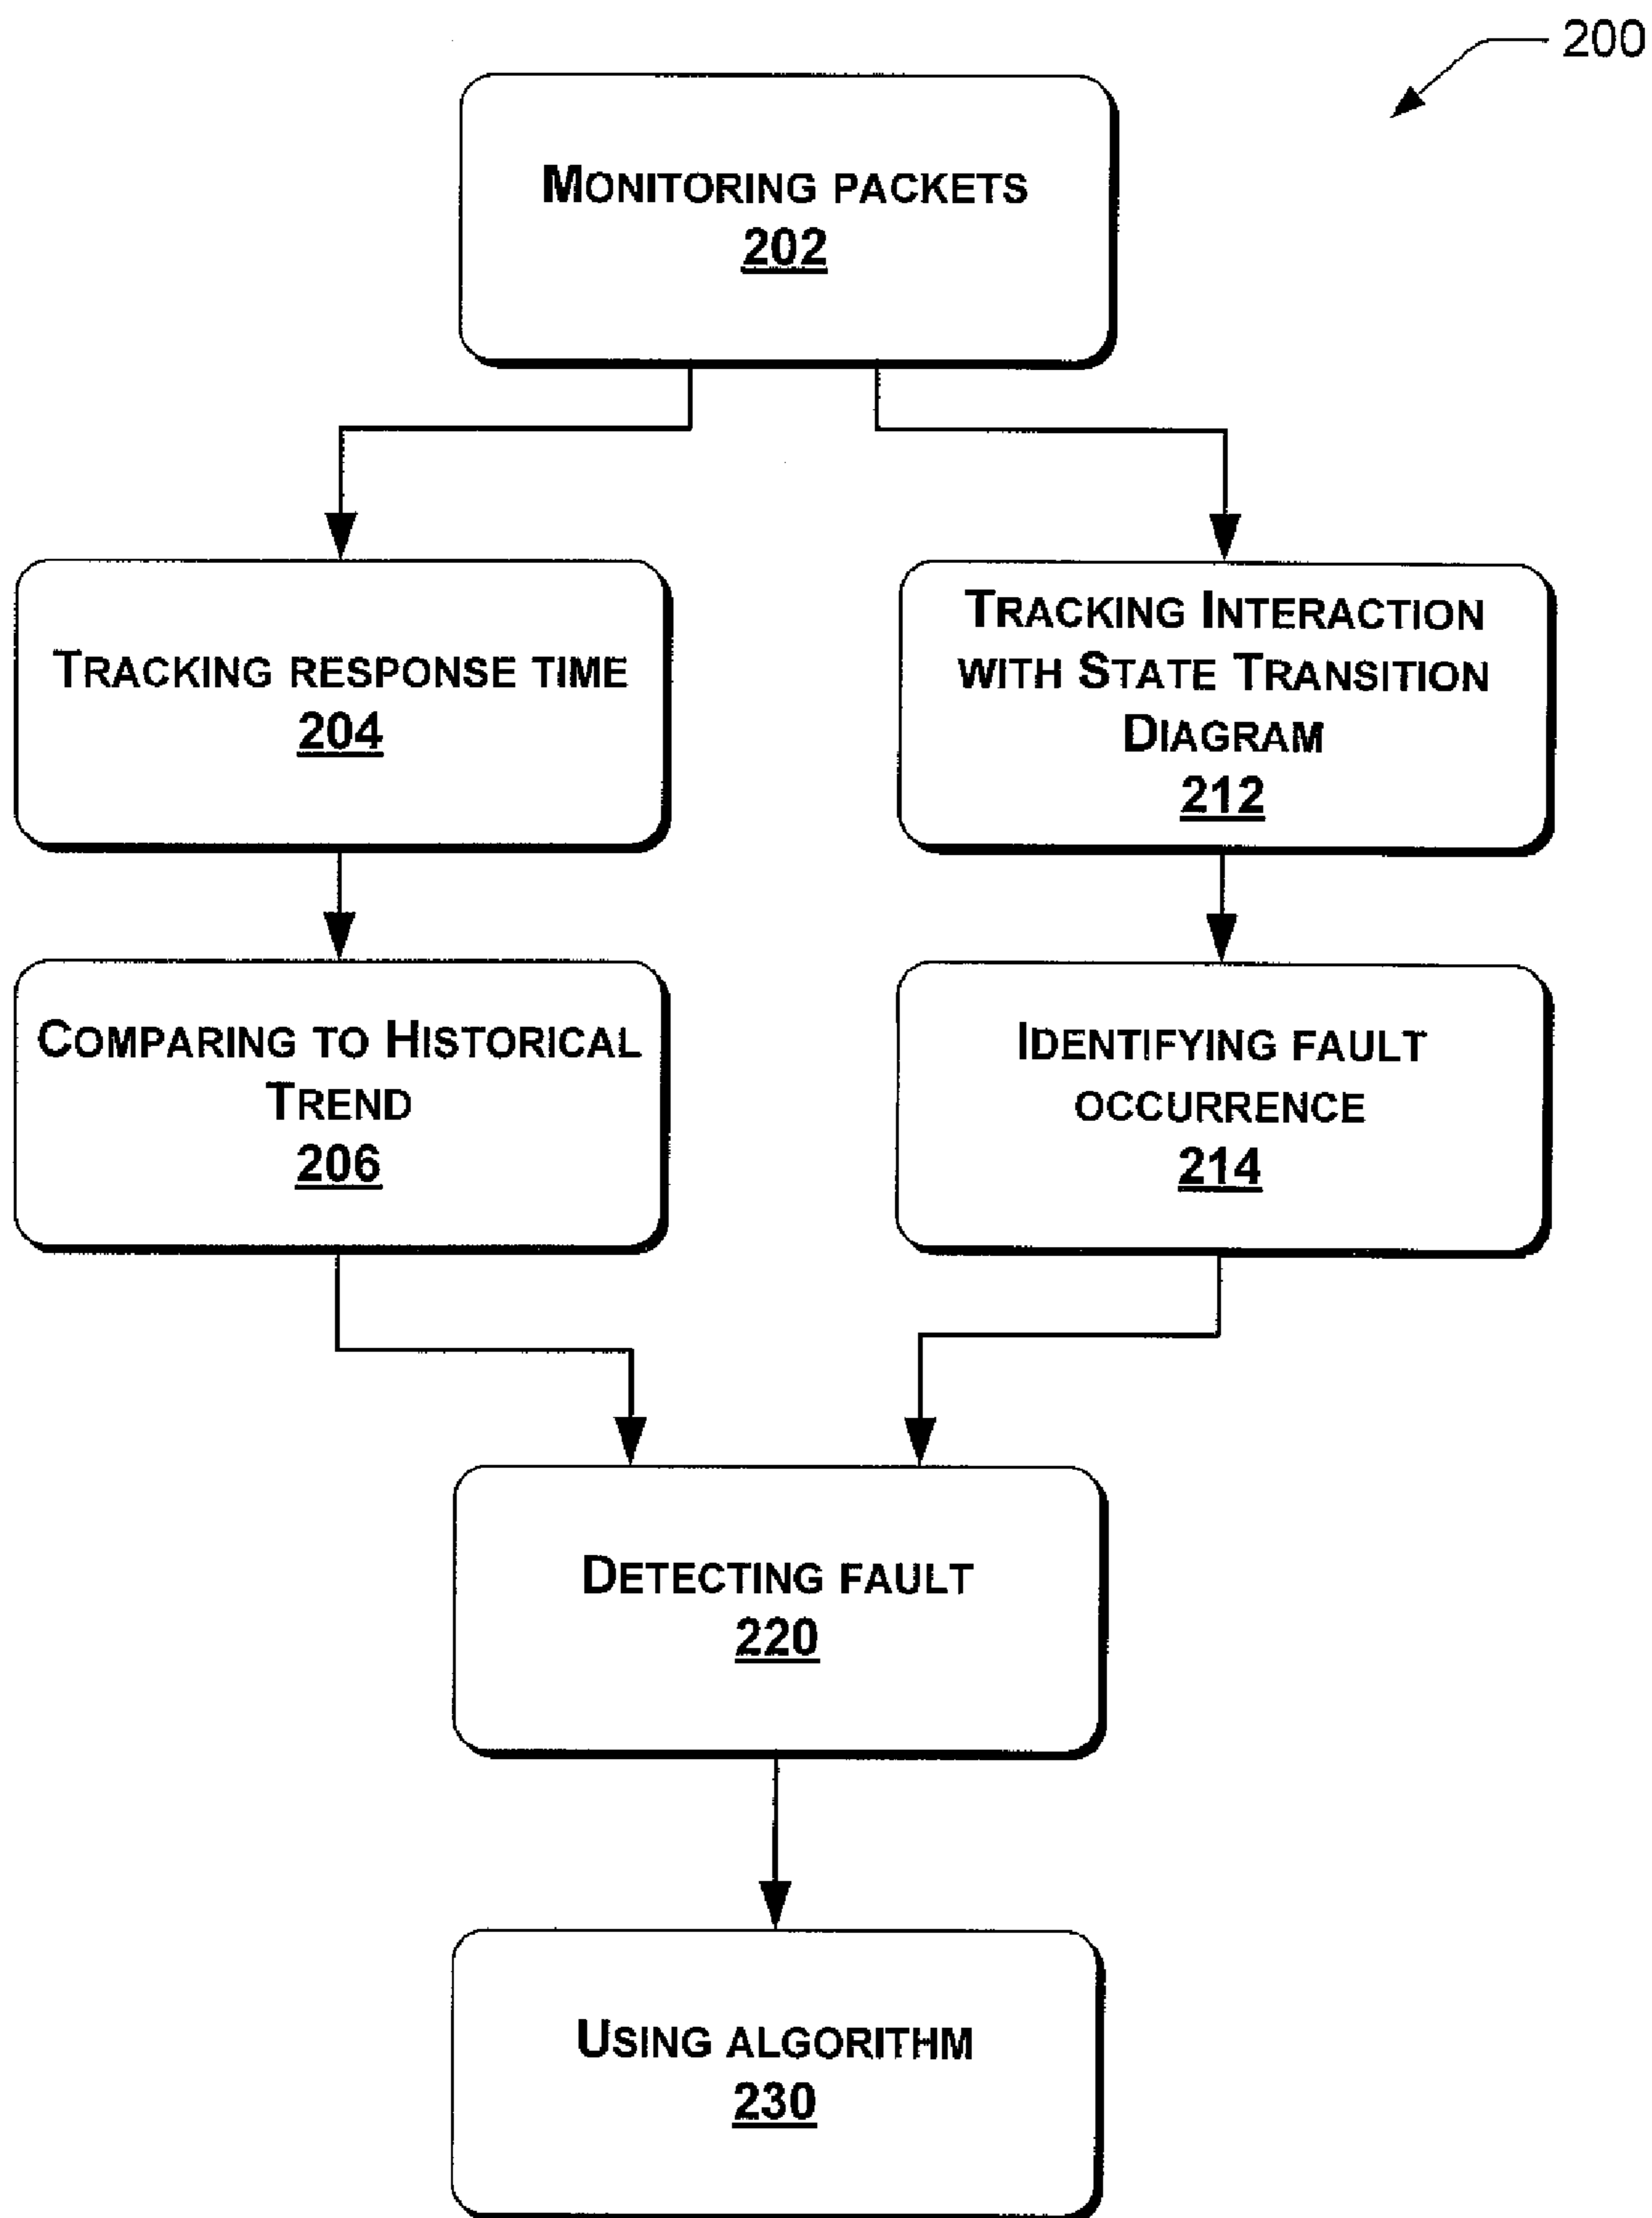 200
MONITORING PACKETS
202
TRACKING RESPONSE TIME
204
TRACKING INTERACTION
WITH STATE TRANSITION
DIAGRAM
212
COMPARING TO HISTORICAL
TREND
206
IDENTIFYING FAULT
OCCURRENCE
214
DETECTING FAULT
220
USING ALGORITHM
230